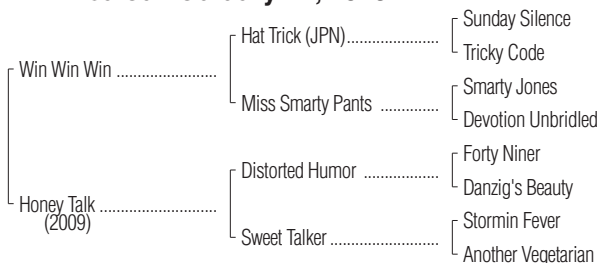 Sunday Silence
Hat Trick (JPN)
Tricky Code
Win Win Win
Smarty Jones
Miss Smarty Pants
Devotion Unbridled
Forty Niner
Distorted Humor
Danzig's Beauty
Honey Talk
(2009)
Stormin Fever
Sweet Talker
Another Vegetarian